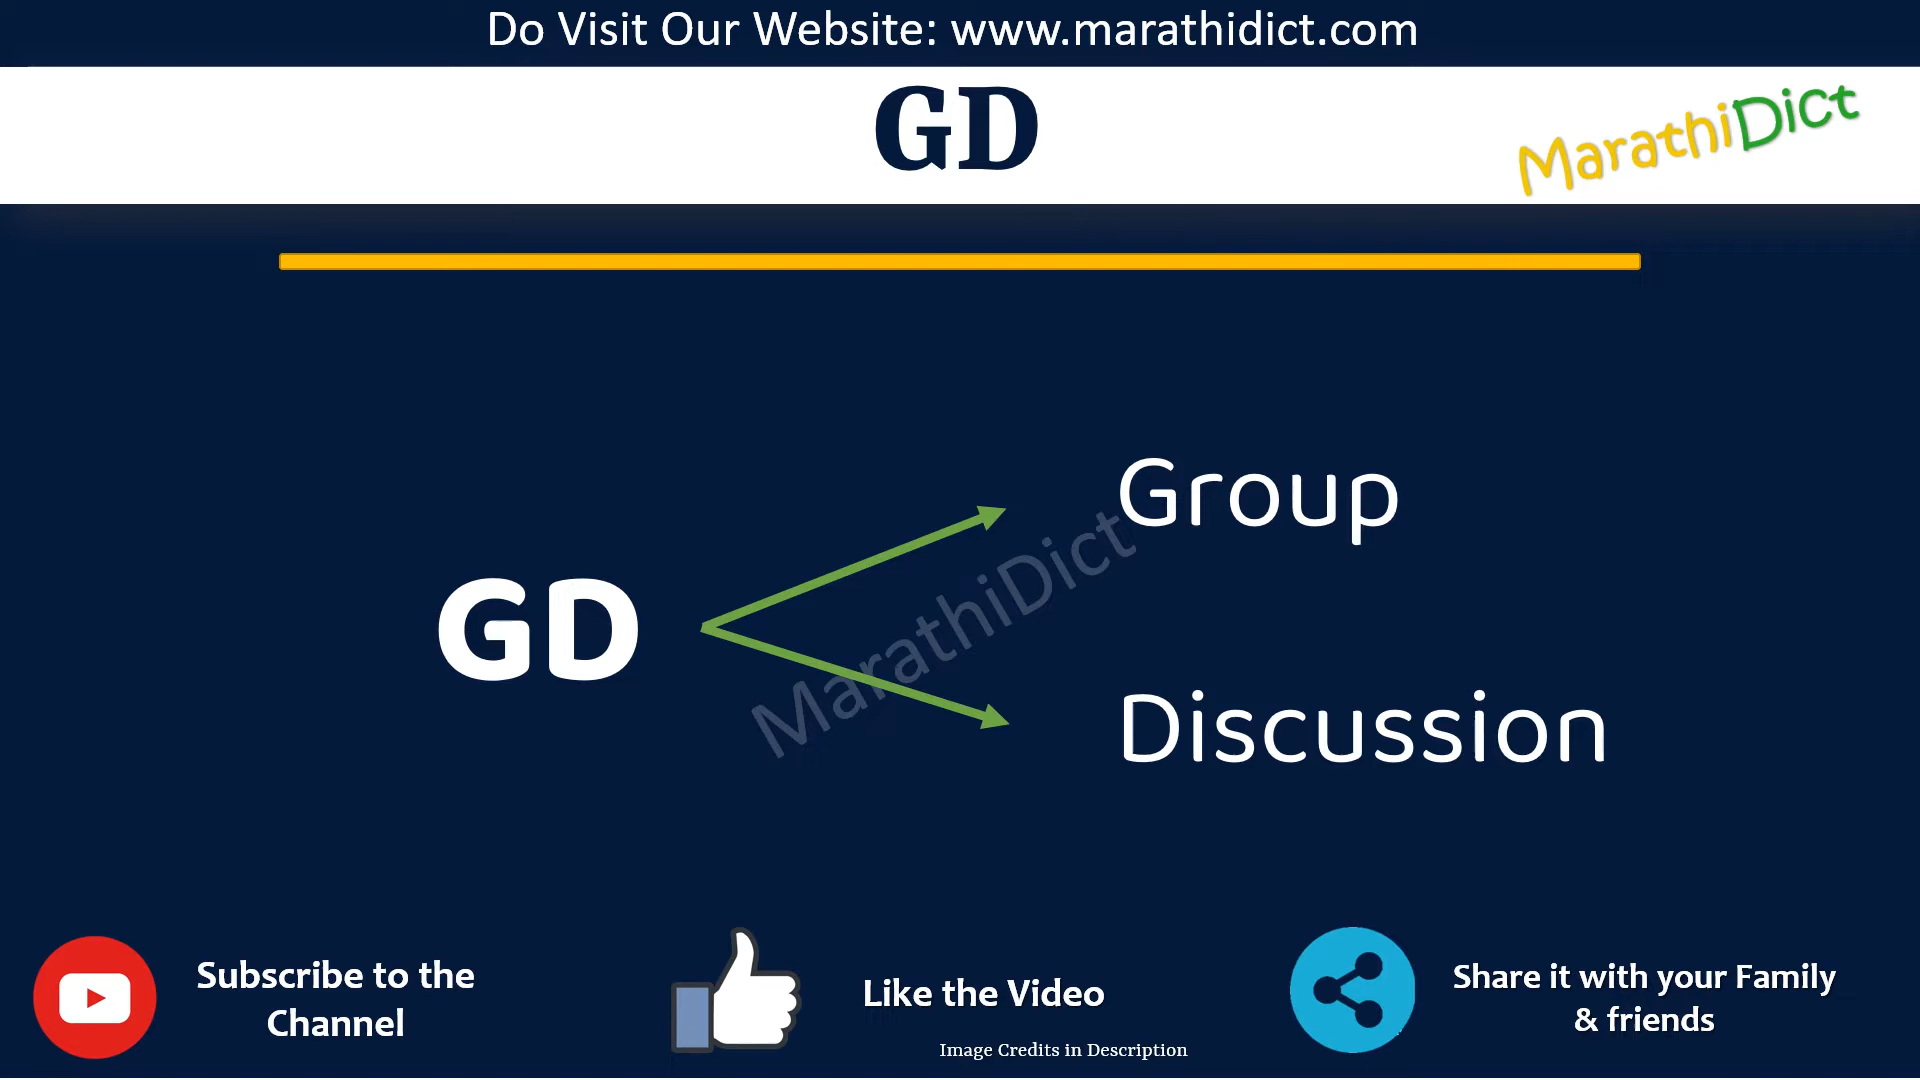 Do Visit Our Website: www.marathidict.com
GD
MarathiDict
Group
GD
MarathiDict
Discussion
Subscribe to the
Channel
Like the Video
Share it with your Family
& friends
Image Credits in Description